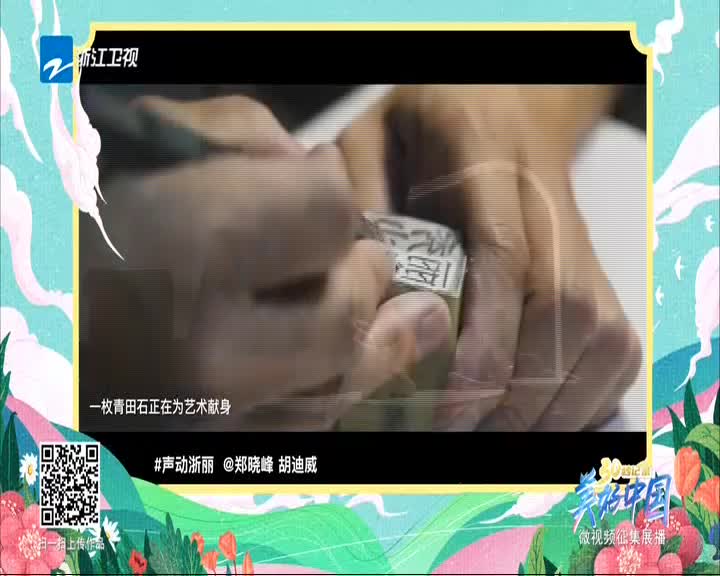 浙江卫视
一枚青田石正在为艺术献身
#声动浙丽 @郑晓峰 胡迪威
扫一扫上传作品
美好中国
微视频征集展播